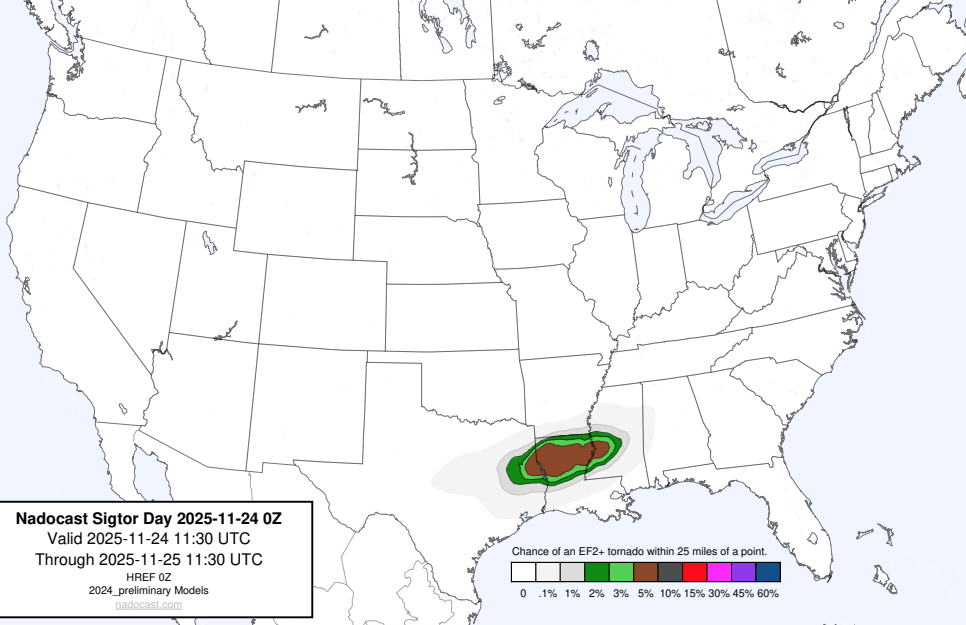 Nadocast Sigtor Day 2025-11-24 0Z
Valid 2025-11-24 11:30 UTC
Through 2025-11-25 11:30 UTC
HREF 0Z
2024_preliminary Models
nadocast.com
Chance of an EF2+ tornado within 25 miles of a point.
0 .1% 1% 2% 3% 5% 10% 15% 30% 45% 60%